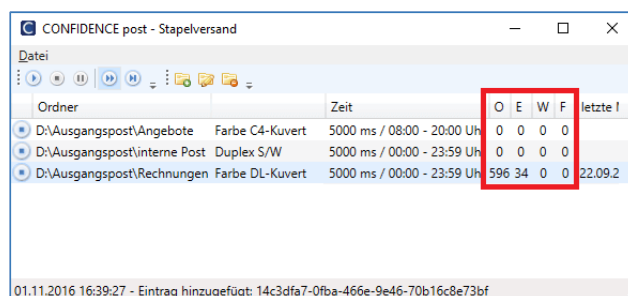 CONFIDENCE post - Stapelversand
Datei
Ordner Zeit O E W F letzte
D:\Ausgangspost\Angebote Farbe C4-Kuvert 5000 ms / 08:00 - 20:00 Uh 0 0 0 0
D:\Ausgangspost\interne Post Duplex S/W 5000 ms / 00:00 - 23:59 Uh 0 0 0 0
D:\Ausgangspost\Rechnungen Farbe DL-Kuvert 5000 ms / 00:00 - 23:59 Uh 596 34 0 0 22.09.2
01.11.2016 16:39:27 - Eintrag hinzugefügt: 14c3dfa7-0fba-466e-9e46-70b16c8e73bf